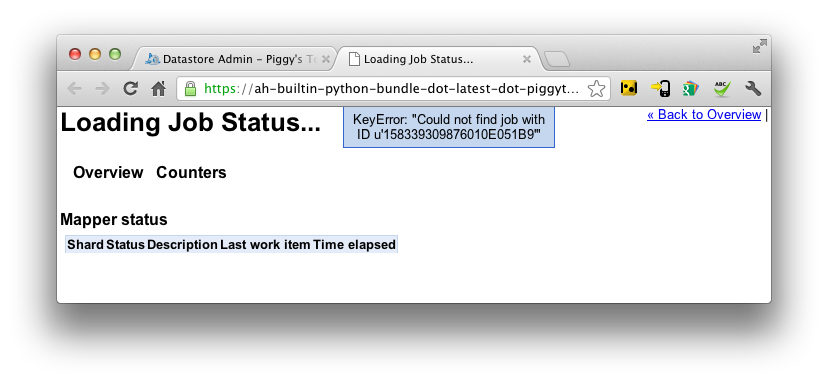 Datastore Admin – Piggy's T
Loading Job Status...
https://ah-builtin-python-bundle-dot-latest-dot-piggyt...
ABC
Loading Job Status...
KeyError: "Could not find job with
ID u'158339309876010E051B9'"
« Back to Overview |
Overview Counters
Mapper status
Shard Status Description Last work item Time elapsed